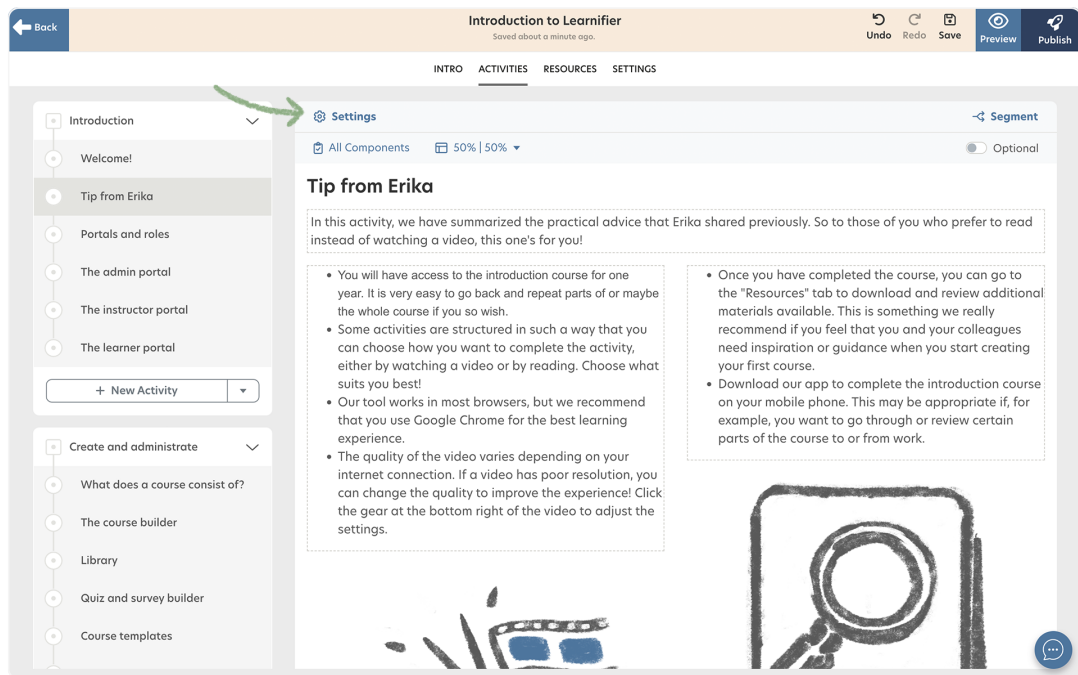 Back
Introduction to Learnifier
Saved about a minute ago.
Undo
Redo
Save
Preview
Publish
INTRO
ACTIVITIES
RESOURCES
SETTINGS
Introduction
Welcome!
Tip from Erika
Portals and roles
The admin portal
The instructor portal
The learner portal
+ New Activity
Create and administrate
What does a course consist of?
The course builder
Library
Quiz and survey builder
Course templates
Settings
Segment
All Components
50% | 50%
Optional
Tip from Erika
In this activity, we have summarized the practical advice that Erika shared previously. So to those of you who prefer to read
instead of watching a video, this one's for you!
• You will have access to the introduction course for one
year. It is very easy to go back and repeat parts of or maybe
the whole course if you so wish.
• Some activities are structured in such a way that you
can choose how you want to complete the activity,
either by watching a video or by reading. Choose what
suits you best!
• Our tool works in most browsers, but we recommend
that you use Google Chrome for the best learning
experience.
• The quality of the video varies depending on your
internet connection. If a video has poor resolution, you
can change the quality to improve the experience! Click
the gear at the bottom right of the video to adjust the
settings.
• Once you have completed the course, you can go to
the "Resources" tab to download and review additional
materials available. This is something we really
recommend if you feel that you and your colleagues
need inspiration or guidance when you start creating
your first course.
• Download our app to complete the introduction course
on your mobile phone. This may be appropriate if, for
example, you want to go through or review certain
parts of the course to or from work.